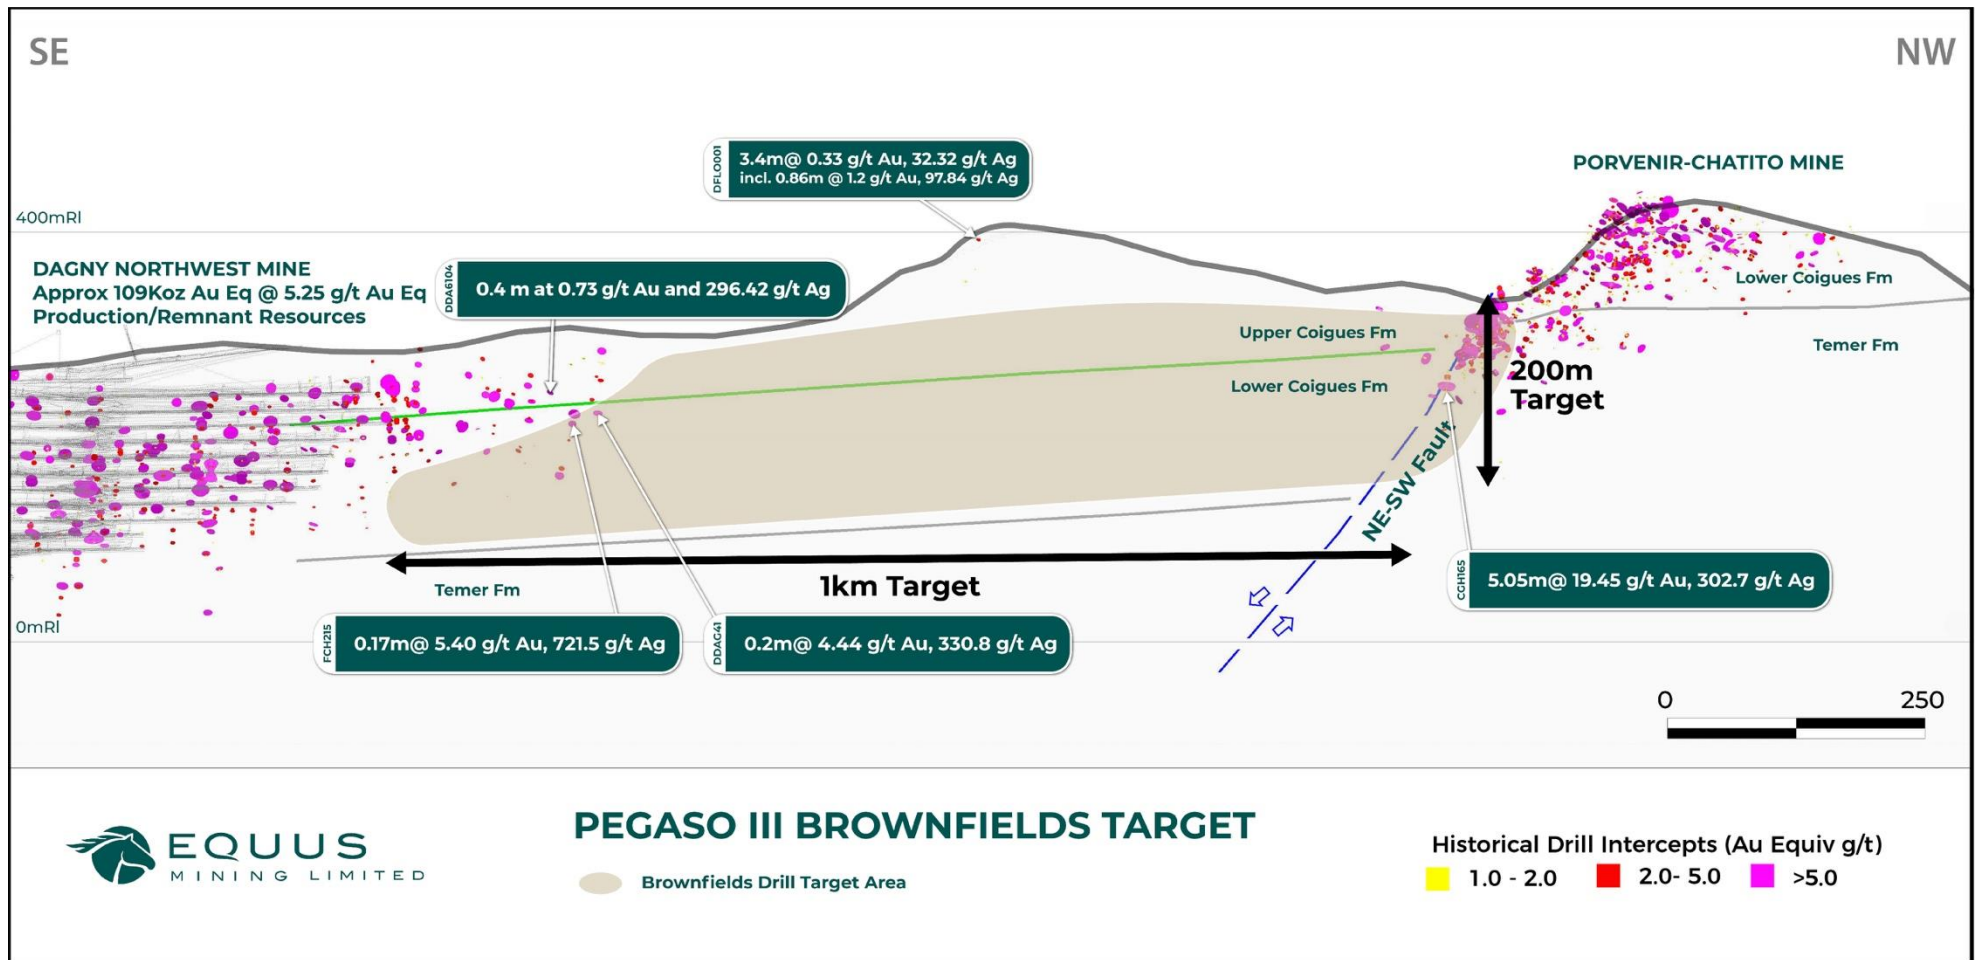 SE
NW
DFLO001
3.4m@ 0.33 g/t Au, 32.32 g/t Ag
incl. 0.86m @ 1.2 g/t Au, 97.84 g/t Ag
PORVENIR-CHATITO MINE
400mRl
DAGNY NORTHWEST MINE
Approx 109Koz Au Eq @ 5.25 g/t Au Eq
Production/Remnant Resources
DDA6104
0.4 m at 0.73 g/t Au and 296.42 g/t Ag
Lower Coigues Fm
Upper Coigues Fm
Temer Fm
Lower Coigues Fm
200m
Target
NE-SW Fault
1km Target
Temer Fm
CGH165
5.05m@ 19.45 g/t Au, 302.7 g/t Ag
0mRl
FCH215
0.17m@ 5.40 g/t Au, 721.5 g/t Ag
DDAG41
0.2m@ 4.44 g/t Au, 330.8 g/t Ag
0
250
EQUUS
MINING LIMITED
PEGASO III BROWNFIELDS TARGET
Brownfields Drill Target Area
Historical Drill Intercepts (Au Equiv g/t)
1.0 - 2.0
2.0- 5.0
>5.0